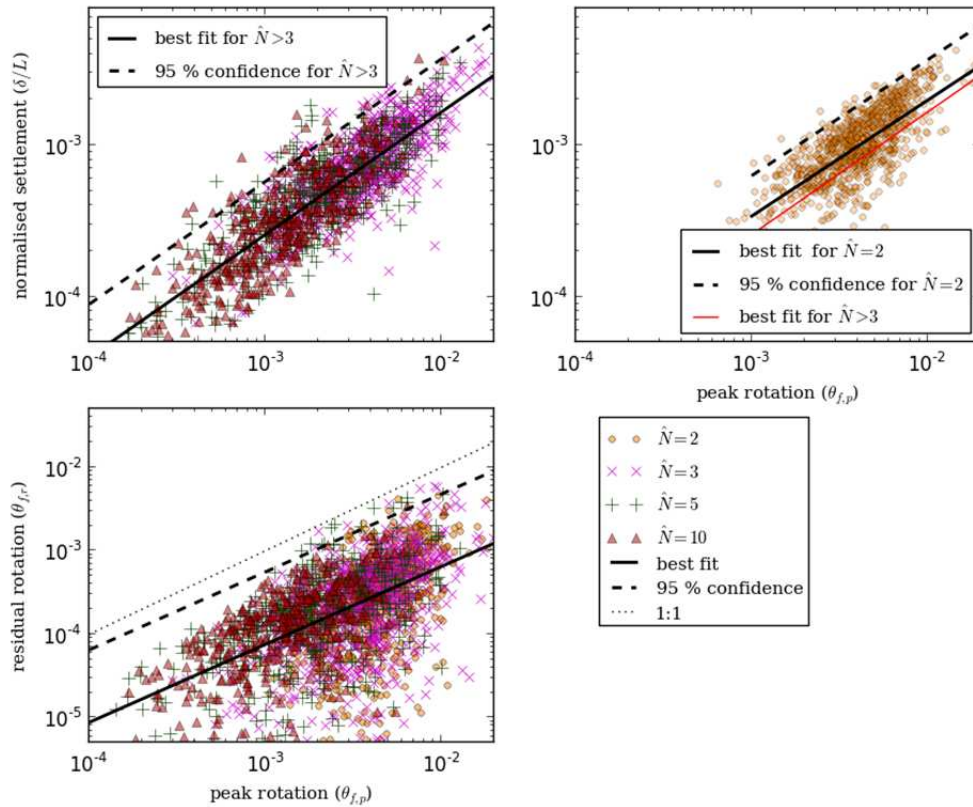 best fit for N̂>3
95 % confidence for N̂>3
normalised settlement (δ/L)
10⁻³
10⁻⁴
10⁻⁴
10⁻³
10⁻²
10⁻³
10⁻⁴
best fit for N̂=2
95 % confidence for N̂=2
best fit for N̂>3
10⁻⁴
10⁻³
10⁻²
peak rotation (θf,p)
residual rotation (θf,r)
10⁻²
10⁻³
10⁻⁴
10⁻⁵
10⁻⁴
10⁻³
10⁻²
peak rotation (θf,p)
N̂=2
N̂=3
N̂=5
N̂=10
best fit
95 % confidence
1:1